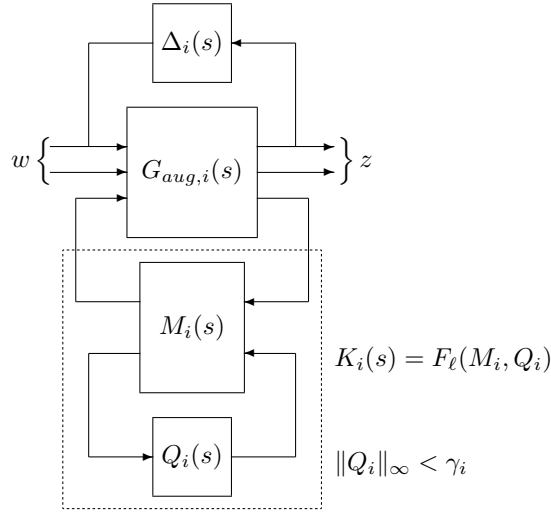 Δ_i(s)
w { G_{aug,i}(s) } z
M_i(s)
K_i(s) = F_ℓ(M_i, Q_i)
Q_i(s)
‖Q_i‖_∞ < γ_i